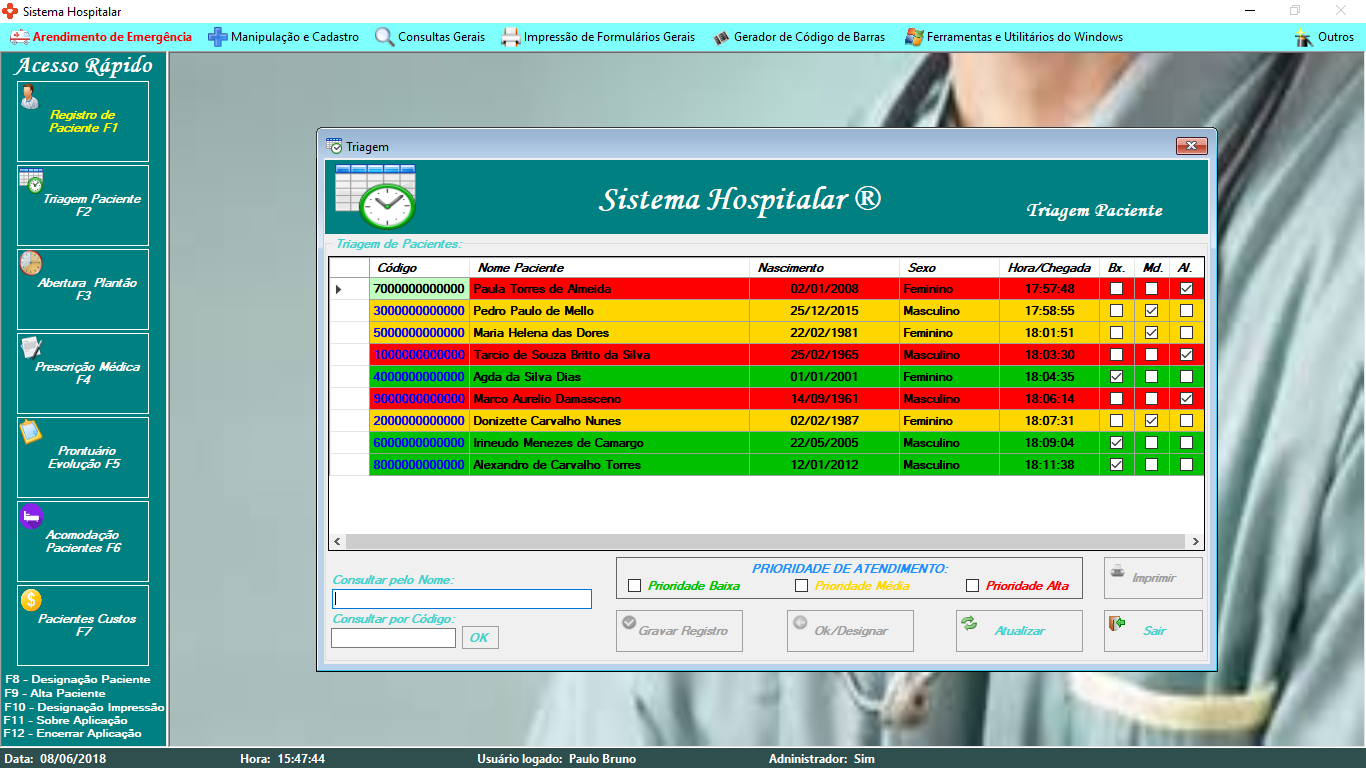 Sistema Hospitalar
Arendimento de Emergência Manipulação e Cadastro Consultas Gerais Impressão de Formulários Gerais Gerador de Código de Barras Ferramentas e Utilitários do Windows Outros
Acesso Rápido
Registro de
Paciente F1
Triagem Paciente
F2
Abertura Plantão
F3
Prescrição Médica
F4
Prontuário
Evolução F5
Acomodação
Pacientes F6
Pacientes Custos
F7
F8 - Designação Paciente
F9 - Alta Paciente
F10 - Designação Impressão
F11 - Sobre Aplicação
F12 - Encerrar Aplicação
Triagem
Sistema Hospitalar ®
Triagem Paciente
Triagem de Pacientes:
Código Nome Paciente Nascimento Sexo Hora/Chegada Bx. Md. Al.
7000000000000 Paula Torres de Almeida 02/01/2008 Feminino 17:57:48
3000000000000 Pedro Paulo de Mello 25/12/2015 Masculino 17:58:55
5000000000000 Maria Helena das Dores 22/02/1981 Feminino 18:01:51
1000000000000 Tarcio de Souza Britto da Silva 25/02/1965 Masculino 18:03:30
4000000000000 Agda da Silva Dias 01/01/2001 Feminino 18:04:35
9000000000000 Marco Aurelio Damasceno 14/09/1961 Masculino 18:06:14
2000000000000 Donizette Carvalho Nunes 02/02/1987 Feminino 18:07:31
6000000000000 Irineudo Menezes de Camargo 22/05/2005 Masculino 18:09:04
8000000000000 Alexandro de Carvalho Torres 12/01/2012 Masculino 18:11:38
Consultar pelo Nome:
Consultar por Código:
OK
PRIORIDADE DE ATENDIMENTO:
Prioridade Baixa Prioridade Média Prioridade Alta
Imprimir
Gravar Registro Ok/Designar Atualizar Sair
Data: 08/06/2018 Hora: 15:47:44 Usuário logado: Paulo Bruno Adninistrador: Sim